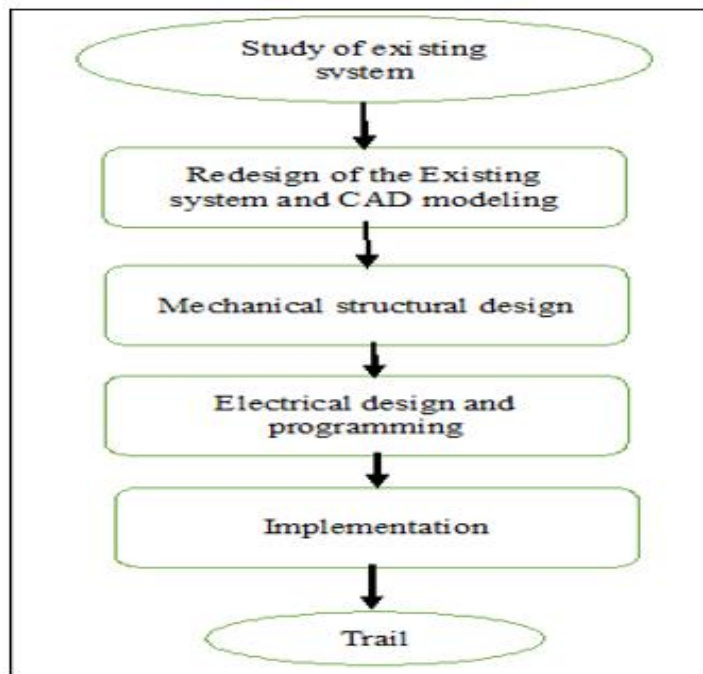 Study of existing
system
Redesign of the Existing
system and CAD modeling
Mechanical structural design
Electrical design and
programming
Implementation
Trail